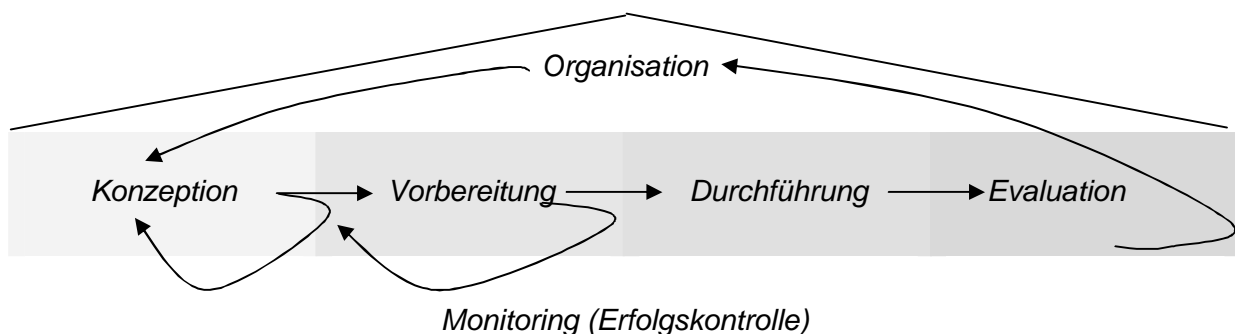 Organisation
Konzeption Vorbereitung Durchführung Evaluation
Monitoring (Erfolgskontrolle)